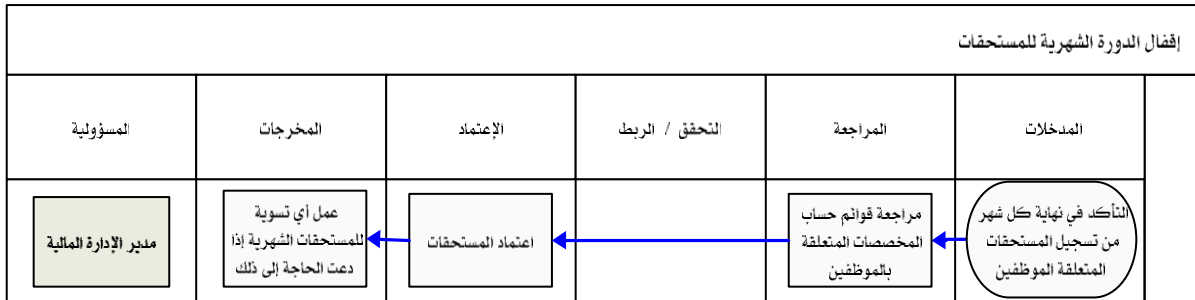 إقفال الدورة الشهرية للمستحقات
المدخلات
المراجعة
التحقق / الربط
الإعتماد
المخرجات
المسؤولية
التأكد في نهاية كل شهر
من تسجيل المستحقات
المتعلقة الموظفين
مراجعة قوائم حساب
المخصصات المتعلقة
بالموظفين
اعتماد المستحقات
عمل أي تسوية
للمستحقات الشهرية إذا
دعت الحاجة إلى ذلك
مدير الإدارة المالية